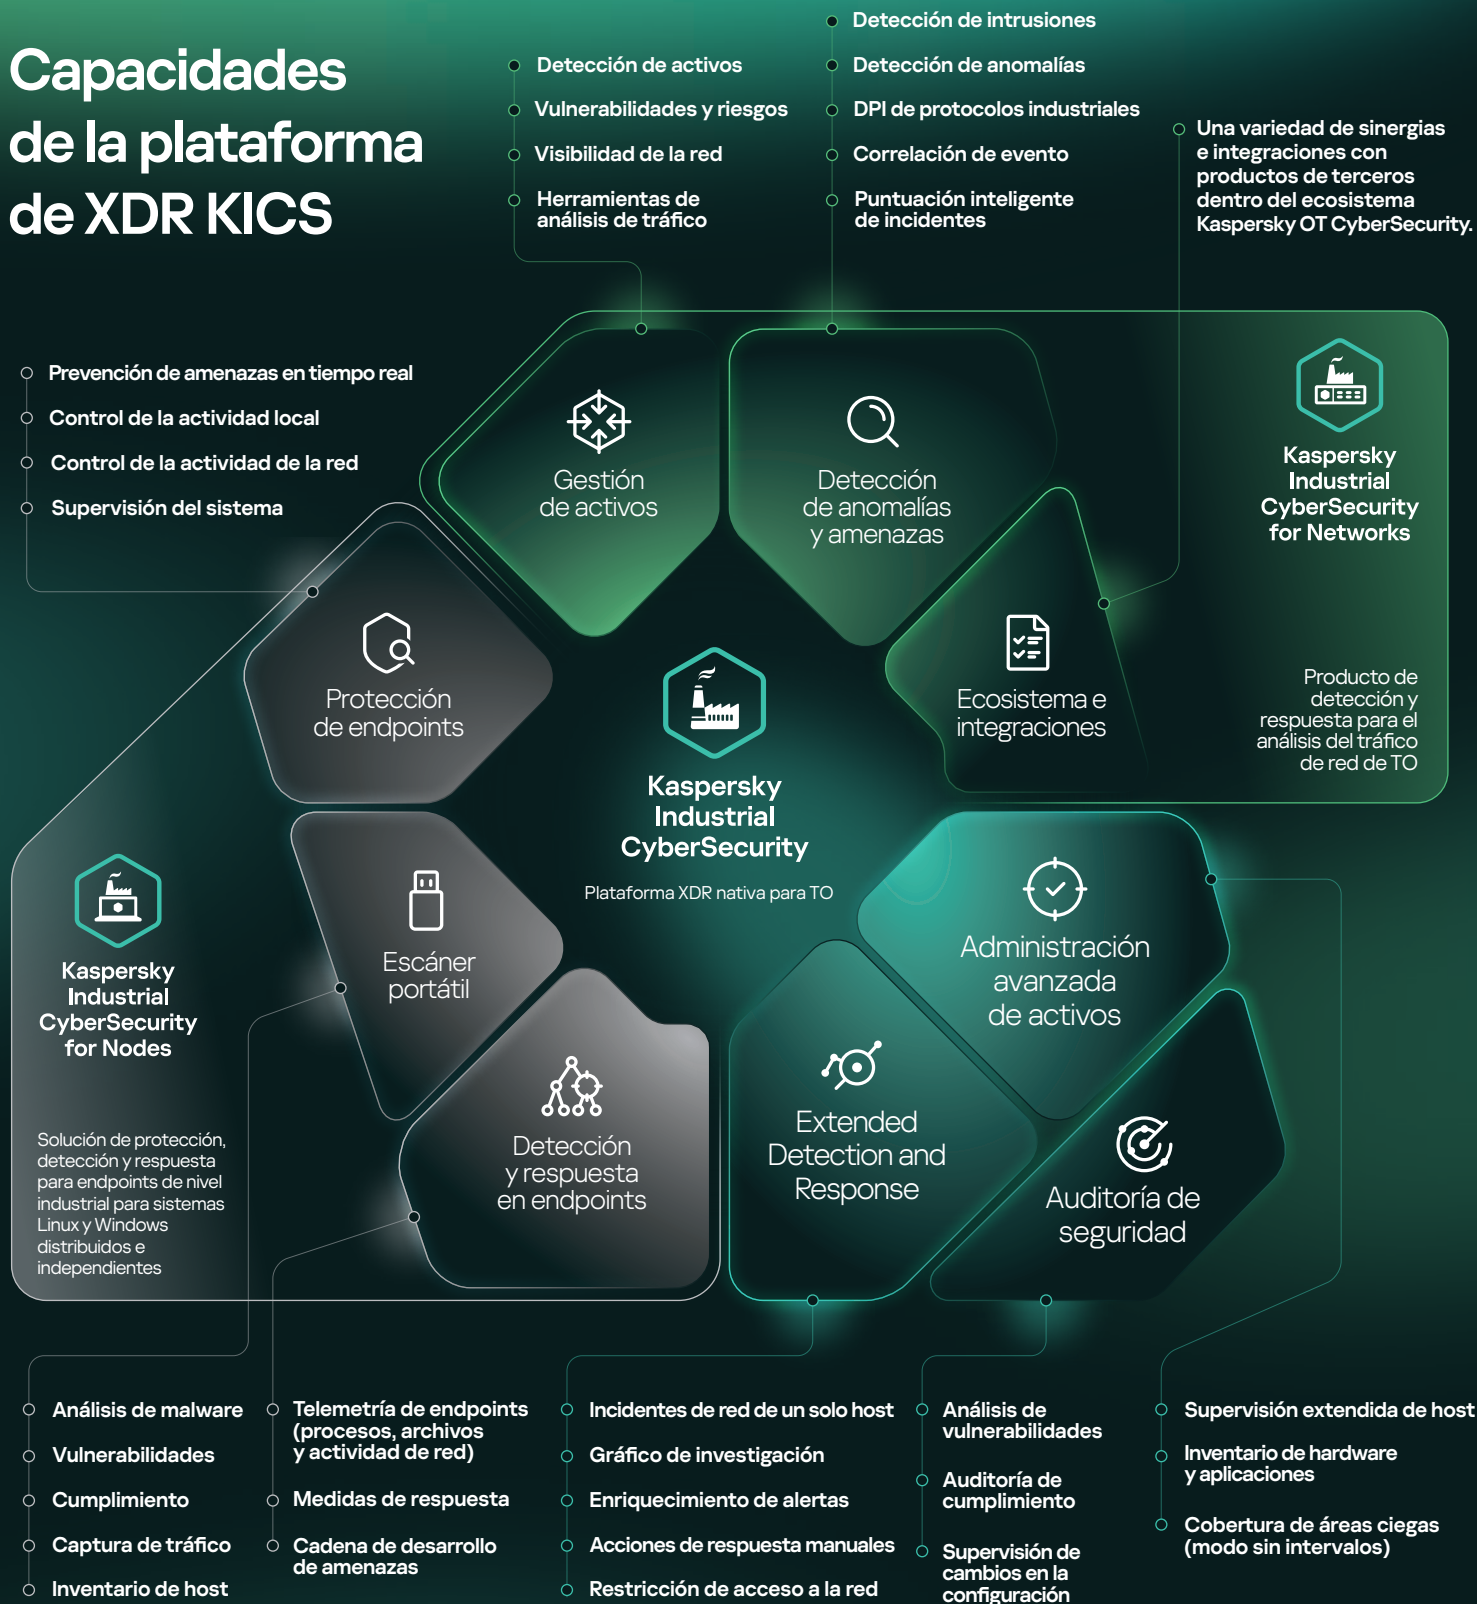 Capacidades
de la plataforma
de XDR KICS
Detección de activos
Vulnerabilidades y riesgos
Visibilidad de la red
Herramientas de
análisis de tráfico
Detección de intrusiones
Detección de anomalías
DPI de protocolos industriales
Correlación de evento
Puntuación inteligente
de incidentes
Una variedad de sinergias
e integraciones con
productos de terceros
dentro del ecosistema
Kaspersky OT CyberSecurity.
Prevención de amenazas en tiempo real
Control de la actividad local
Control de la actividad de la red
Supervisión del sistema
Gestión
de activos
Detección
de anomalías
y amenazas
Kaspersky
Industrial
CyberSecurity
for Networks
Protección
de endpoints
Ecosistema e
integraciones
Producto de
detección y
respuesta para el
análisis del tráfico
de red de TO
Kaspersky
Industrial
CyberSecurity
Plataforma XDR nativa para TO
Kaspersky
Industrial
CyberSecurity
for Nodes
Solución de protección,
detección y respuesta
para endpoints de nivel
industrial para sistemas
Linux y Windows
distribuidos e
independientes
Escáner
portátil
Administración
avanzada
de activos
Detección
y respuesta
en endpoints
Extended
Detection and
Response
Auditoría de
seguridad
Análisis de malware
Vulnerabilidades
Cumplimiento
Captura de tráfico
Inventario de host
Telemetría de endpoints
(procesos, archivos
y actividad de red)
Medidas de respuesta
Cadena de desarrollo
de amenazas
Incidentes de red de un solo host
Gráfico de investigación
Enriquecimiento de alertas
Acciones de respuesta manuales
Restricción de acceso a la red
Análisis de
vulnerabilidades
Auditoría de
cumplimiento
Supervisión de
cambios en la
configuración
Supervisión extendida de host
Inventario de hardware
y aplicaciones
Cobertura de áreas ciegas
(modo sin intervalos)